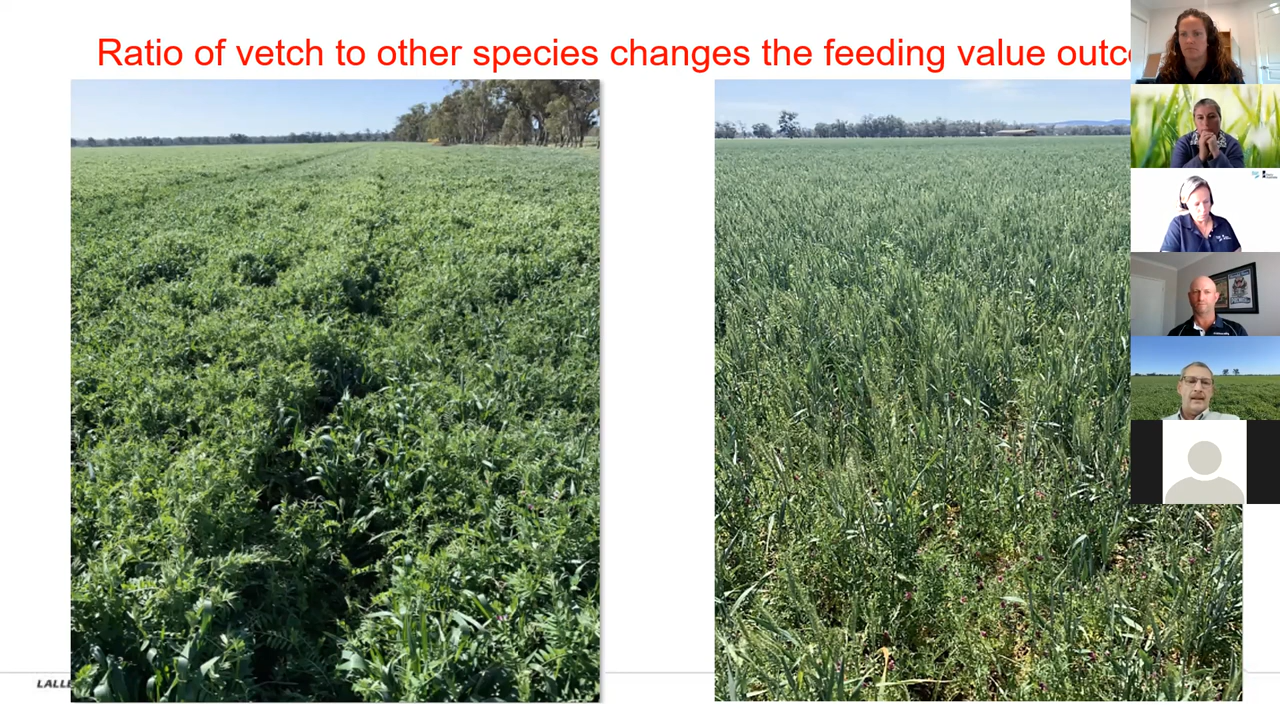 Ratio of vetch to other species changes the feeding value outc
LALLE